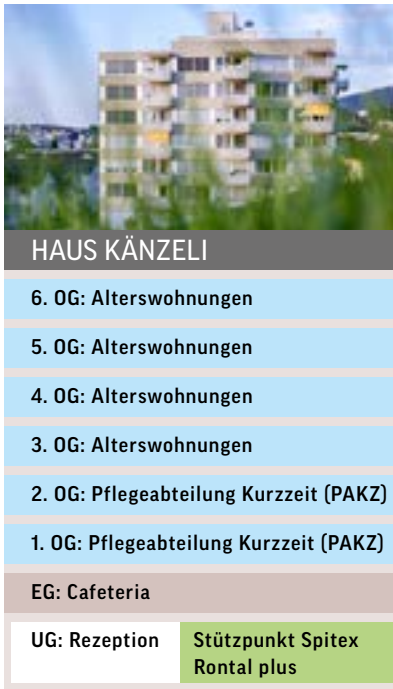 HAUS KÄNZELI
6. OG: Alterswohnungen
5. OG: Alterswohnungen
4. OG: Alterswohnungen
3. OG: Alterswohnungen
2. OG: Pflegeabteilung Kurzzeit (PAKZ)
1. OG: Pflegeabteilung Kurzzeit (PAKZ)
EG: Cafeteria
UG: Rezeption
Stützpunkt Spitex
Rontal plus